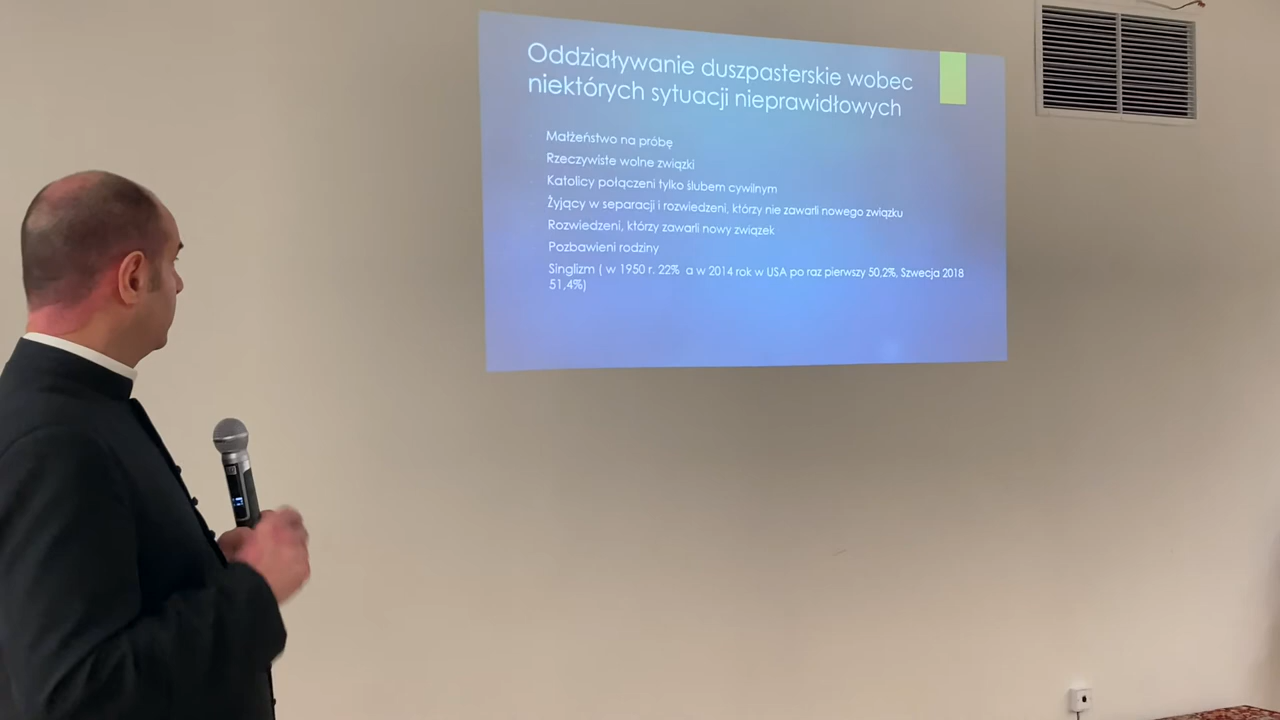 Oddziaływanie duszpasterskie wobec
niektórych sytuacji nieprawidłowych
Małżeństwo na próbę
Rzeczywiste wolne związki
Katolicy połączeni tylko ślubem cywilnym
Żyjący w separacji i rozwiedzeni, którzy nie zawarli nowego związku
Rozwiedzeni, którzy zawarli nowy związek
Pozbawieni rodziny
Singlizm ( w 1950 r. 22% a w 2014 rok w USA po raz pierwszy 50,2%, Szwecja 2018
51,4%)